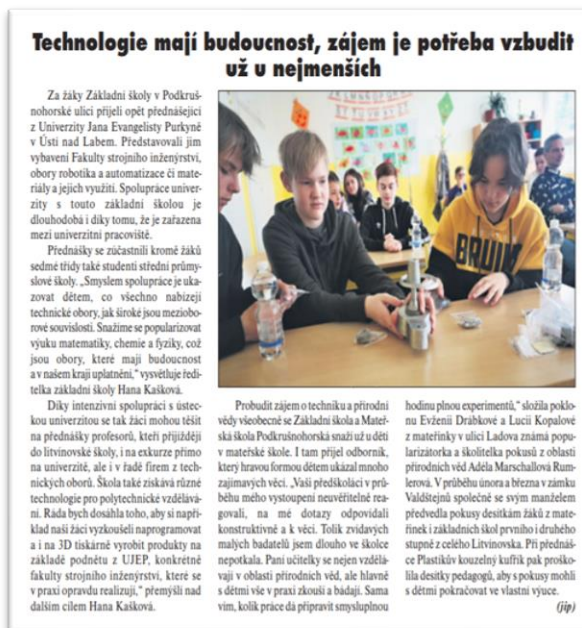 Technologie mají budoucnost, zájem je potřeba vzbudit
už u nejmenších
Za žáky Základní školy v Podkruš-
nohorské ulici přijeli opět přednášející
z Univerzity Jana Evangelisty Purkyně
v Ústí nad Labem. Představovali jim
vybavení Fakulty strojního inženýrství,
obory robotika a automatizace či mate-
riály a jejich využití. Spolupráce univer-
zity s touto základní školou je
dlouhodobá i díky tomu, že je zařazena
mezi univerzitní pracoviště.
Přednášky se zúčastnili kromě žáků
sedmé třídy také studenti střední průmy-
slové školy. „Smyslem spolupráce je uka-
zovat dětem, co všechno nabízejí
technické obory, jak široké jsou meziobo-
rové souvislosti. Snažíme se popularizovat
výuku matematiky, chemie a fyziky, což
jsou obory, které mají budoucnost
a v našem kraji uplatnění,“ vysvětluje ředi-
telka základní školy Hana Kašková.
Díky intenzivní spolupráci s ústec-
kou univerzitou se tak žáci mohou těšit
na přednášky profesorů, kteří přijíždějí
do litvínovské školy, i na exkurze přímo
na univerzitě, ale i v řadě firem z tech-
nických oborů. Škola také získává různé
technologie pro polytechnické vzdělává-
ní. Ráda bych dosáhla toho, aby si napří-
klad naši žáci vyzkoušeli naprogramovat
a i na 3D tiskárně vyrobit produkty na
základě podnětu z UJEP, konkrétně
fakulty strojního inženýrství, které se
v praxi opravdu realizují,“ přemýšlí nad
dalším cílem Hana Kašková.
BRUIN
Probudit zájem o techniku a přírodní
vědy všeobecně se Základní škola a Mateř-
ská škola Podkrušnohorská snaží už u dětí
v mateřské škole. I tam přijel odborník,
který hravou formou dětem ukázal mnoho
zajímavých věcí. „Vaši předškoláci v prů-
běhu mého vystoupení neuvěřitelně rea-
govali, na mé dotazy odpovídali
konstruktivně a k věci. Tolik zvídavých
malých badatelů jsem dlouho ve školce
nepotkala. Paní učitelky se nejen vzdělá-
vají v oblasti přírodních věd, ale hlavně
s dětmi vše v praxi zkouší a bádají. Sama
vím, kolik práce dá připravit smysluplnou
hodinu plnou experimentů,“ složila poklo-
nu Evženii Drábkové a Lucii Kopalové
z mateřinky v ulici Ladova známá popu-
larizátorka a školitelka pokusů z oblasti
přírodních věd Adéla Marschallová Rum-
lerová. V průběhu února a března v zámku
Valdštejnů společně se svým manželem
předvedla pokusy desítkám žáků z mate-
řinek i základních škol prvního i druhého
stupně z celého Litvínovska. Při přednáš-
ce Plastikův kouzelný kufřík pak proško-
lila desítky pedagogů, aby s pokusy mohli
s dětmi pokračovat ve vlastní výuce.
(jip)